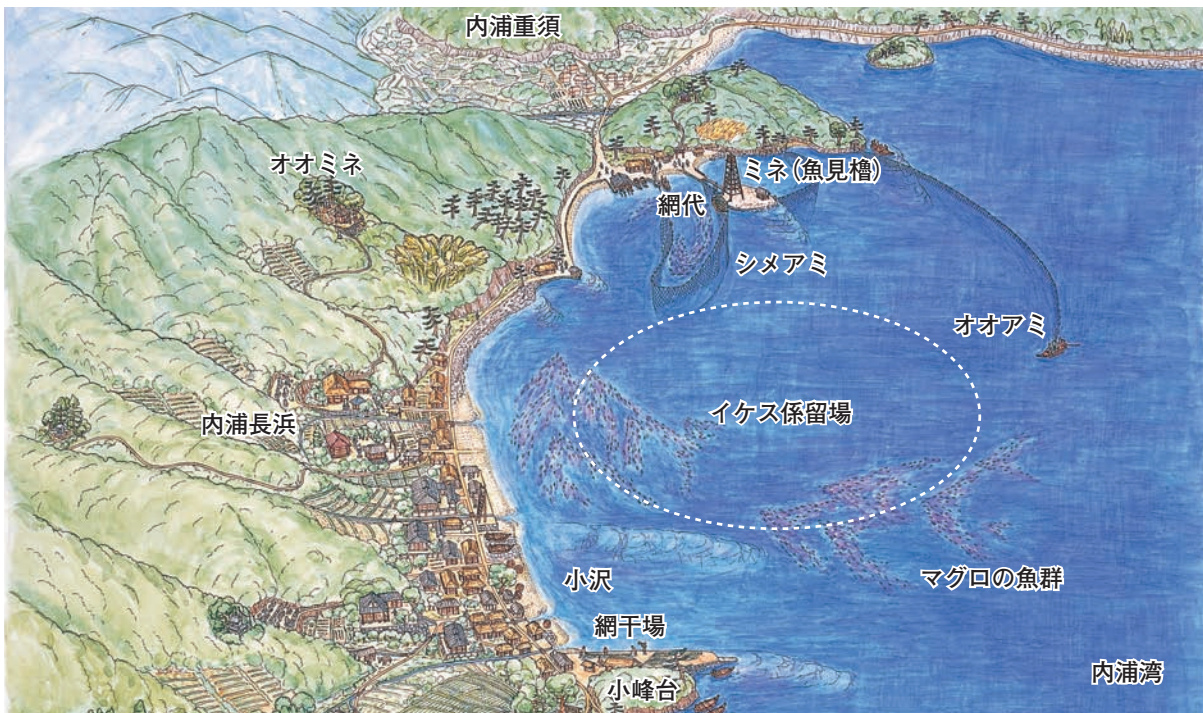 内浦重須
オオミネ
ミネ(魚見櫓)
網代
シメアミ
オオアミ
イケス係留場
内浦長浜
マグロの魚群
小沢
網干場
小峰台
内浦湾